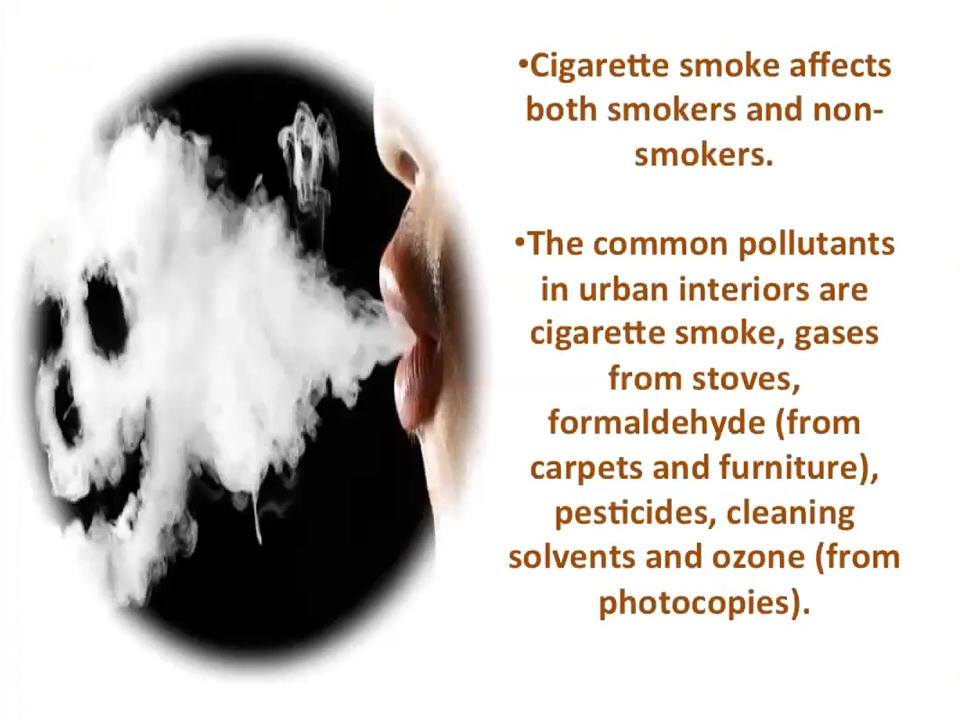 •Cigarette smoke affects
both smokers and non-
smokers.
•The common pollutants
in urban interiors are
cigarette smoke, gases
from stoves,
formaldehyde (from
carpets and furniture),
pesticides, cleaning
solvents and ozone (from
photocopies).